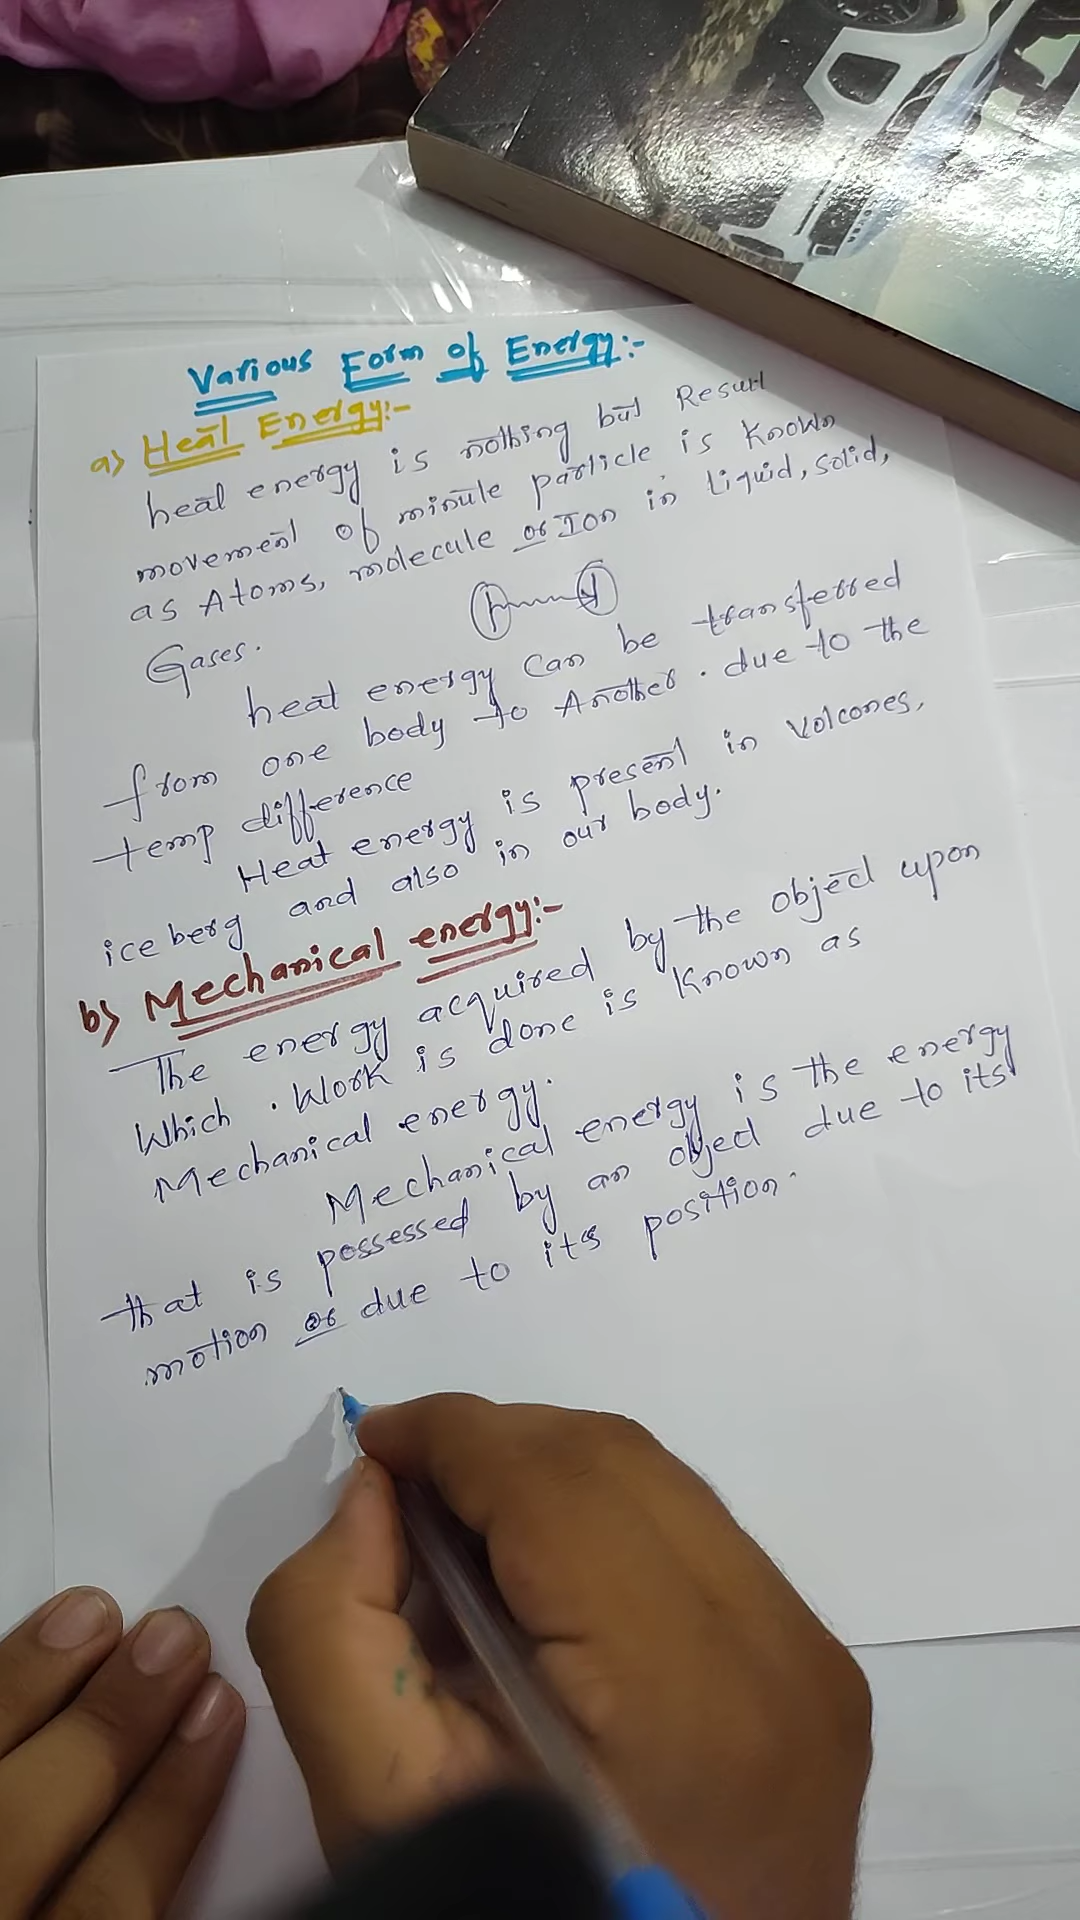 Various Form of Energy:-
a) Heat Energy:-
heat energy is nothing but Result
movement of minute particle is known
as Atoms, molecule or Ion in Liquid, Solid,
Gases.
heat energy Can be transferred
from one body to Another. due to the
temp difference
Heat energy is present in Volcones,
ice berg and also in our body.
b) Mechanical energy:-
The energy acquired by the object upon
Which . Work is done is Known as
Mechanical energy.
Mechanical energy is the energy
that is possessed by an object due to its
motion or due to its position.